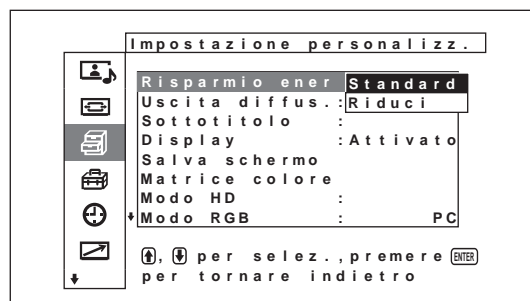 Impostazione personalizz.
Risparmio ener Standard
Uscita diffus.: Riduci
Sottotitolo :
Display :Attivato
Salva schermo
Matrice colore
Modo HD :
Modo RGB : PC
, per selez.,premere ENTER
per tornare indietro